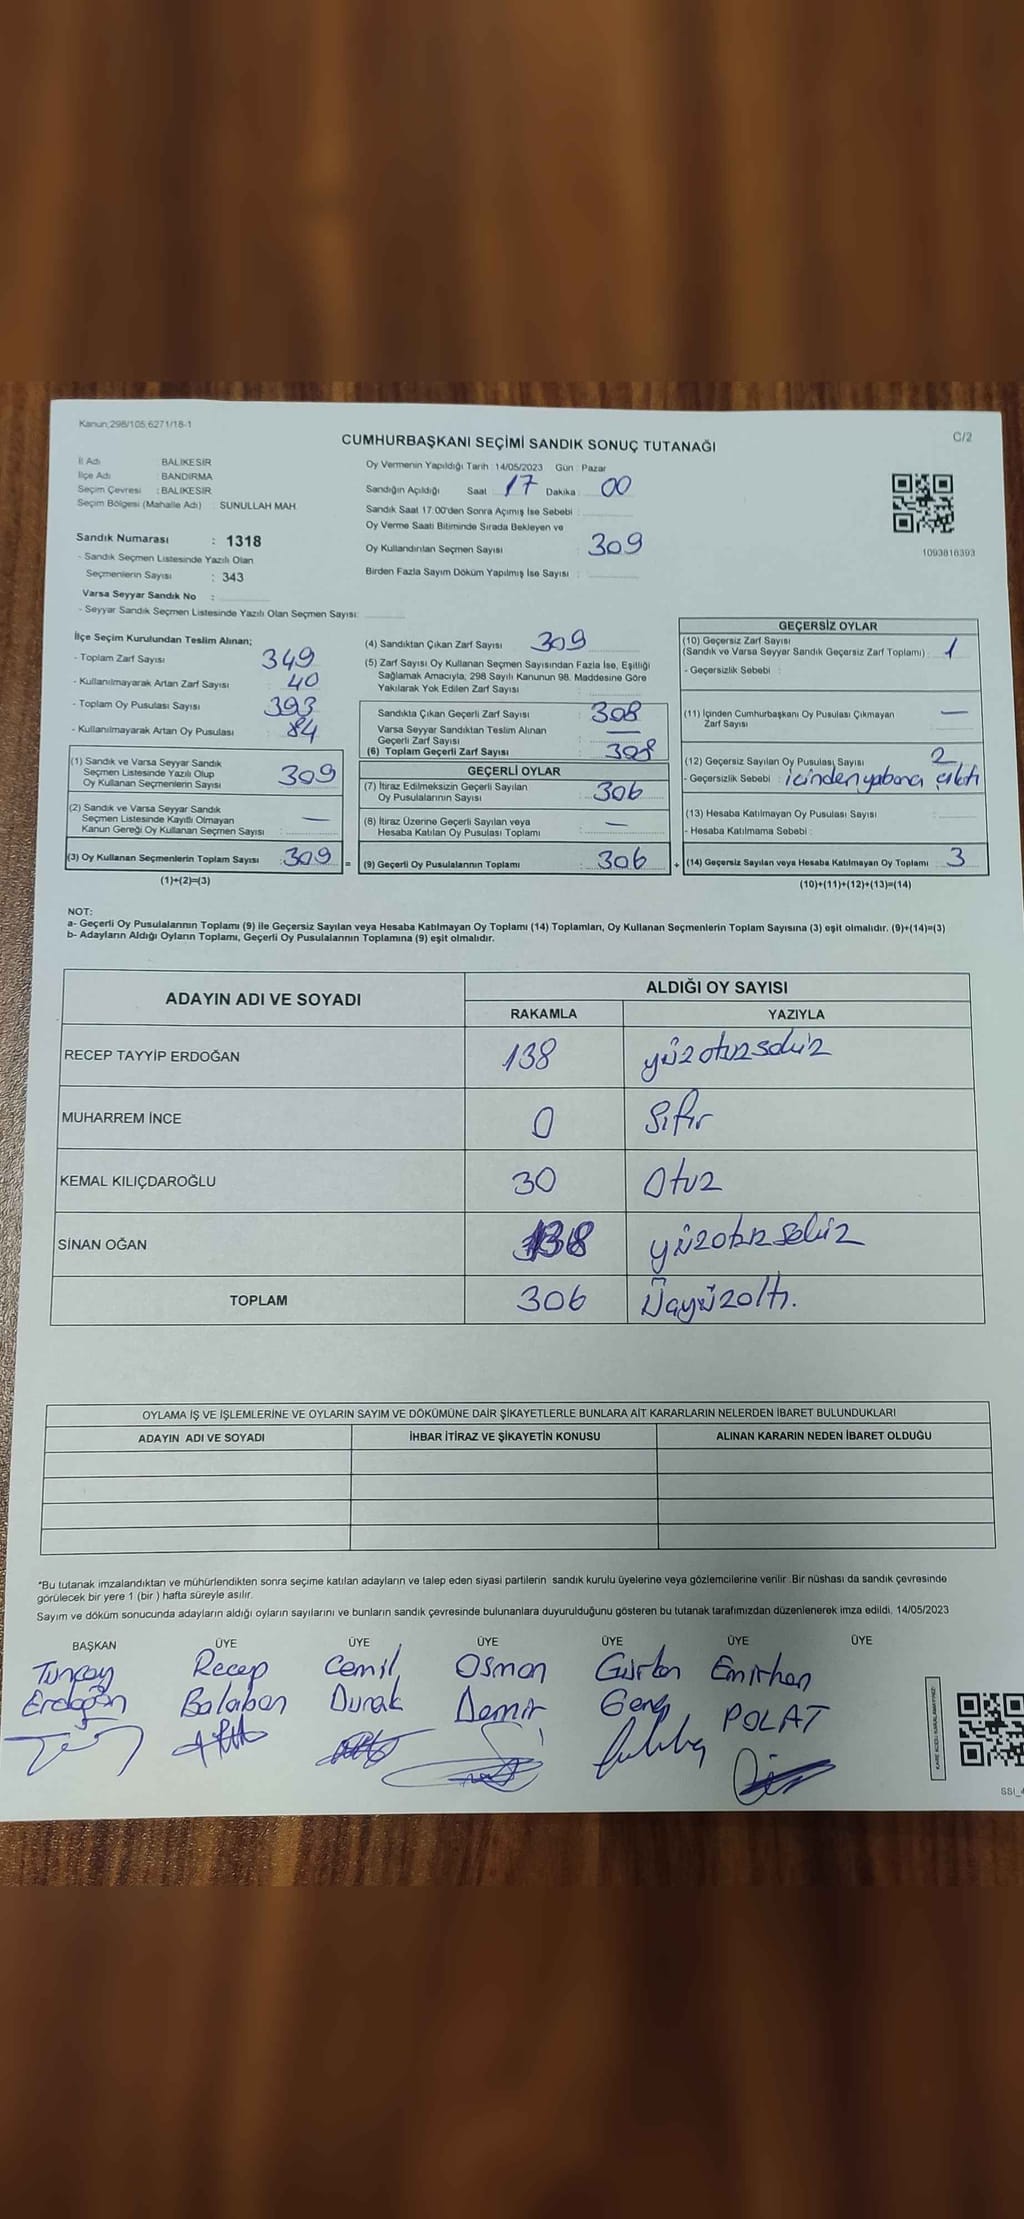 Kanun;298/105,6271/18-1
C/2
CUMHURBAŞKANI SEÇİMİ SANDIK SONUÇ TUTANAĞI
İl Adı : BALIKESİR
İlçe Adı : BANDIRMA
Seçim Çevresi : BALIKESİR
Seçim Bölgesi (Mahalle Adı) : SUNULLAH MAH.
Sandık Numarası : 1318
- Sandık Seçmen Listesinde Yazılı Olan
Seçmenlerin Sayısı : 343
Varsa Seyyar Sandık No :
- Seyyar Sandık Seçmen Listesinde Yazılı Olan Seçmen Sayısı:
Oy Vermenin Yapıldığı Tarih : 14/05/2023 Gün : Pazar
Sandığın Açıldığı Saat 17 Dakika : 00
Sandık Saat 17.00'den Sonra Açımış İse Sebebi :
Oy Verme Saati Bitiminde Sırada Bekleyen ve
Oy Kullandırılan Seçmen Sayısı : 309
Birden Fazla Sayım Döküm Yapılmış İse Sayısı :
1093816393
İlçe Seçim Kurulundan Teslim Alınan;
- Toplam Zarf Sayısı : 349
- Kullanılmayarak Artan Zarf Sayısı : 40
- Toplam Oy Pusulası Sayısı : 393
- Kullanılmayarak Artan Oy Pusulası : 84
(1) Sandık ve Varsa Seyyar Sandık
Seçmen Listesinde Yazılı Olup
Oy Kullanan Seçmenlerin Sayısı : 309
(2) Sandık ve Varsa Seyyar Sandık
Seçmen Listesinde Kayıtlı Olmayan
Kanun Gereği Oy Kullanan Seçmen Sayısı : —
(3) Oy Kullanan Seçmenlerin Toplam Sayısı : 309 =
(1)+(2)=(3)
(4) Sandıktan Çıkan Zarf Sayısı : 309
(5) Zarf Sayısı Oy Kullanan Seçmen Sayısından Fazla İse, Eşitliği
Sağlamak Amacıyla, 298 Sayılı Kanunun 98. Maddesine Göre
Yakılarak Yok Edilen Zarf Sayısı :
Sandıkta Çıkan Geçerli Zarf Sayısı : 308
Varsa Seyyar Sandıktan Teslim Alınan
Geçerli Zarf Sayısı : —
(6) Toplam Geçerli Zarf Sayısı : 308
GEÇERLİ OYLAR
(7) İtiraz Edilmeksizin Geçerli Sayılan
Oy Pusulalarının Sayısı : 306
(8) İtiraz Üzerine Geçerli Sayılan veya
Hesaba Katılan Oy Pusulası Toplamı : —
(9) Geçerli Oy Pusulalarının Toplamı : 306 +
GEÇERSİZ OYLAR
(10) Geçersiz Zarf Sayısı
(Sandık ve Varsa Seyyar Sandık Geçersiz Zarf Toplamı) : 1
- Geçersizlik Sebebi :
(11) İçinden Cumhurbaşkanı Oy Pusulası Çıkmayan
Zarf Sayısı : —
(12) Geçersiz Sayılan Oy Pusulası Sayısı : 2
- Geçersizlik Sebebi : içinden yabancı çıktı
(13) Hesaba Katılmayan Oy Pusulası Sayısı :
- Hesaba Katılmama Sebebi :
(14) Geçersiz Sayılan veya Hesaba Katılmayan Oy Toplamı : 3
(10)+(11)+(12)+(13)=(14)
NOT:
a- Geçerli Oy Pusulalarının Toplamı (9) ile Geçersiz Sayılan veya Hesaba Katılmayan Oy Toplamı (14) Toplamları, Oy Kullanan Seçmenlerin Toplam Sayısına (3) eşit olmalıdır. (9)+(14)=(3)
b- Adayların Aldığı Oyların Toplamı, Geçerli Oy Pusulalarının Toplamına (9) eşit olmalıdır.
ADAYIN ADI VE SOYADI ALDIĞI OY SAYISI
RAKAMLA YAZIYLA
RECEP TAYYİP ERDOĞAN 138 yüzotuzsekiz
MUHARREM İNCE 0 Sıfır
KEMAL KILIÇDAROĞLU 30 Otuz
SİNAN OĞAN 138 yüzotuzsekiz
TOPLAM 306 Üçyüzaltı.
OYLAMA İŞ VE İŞLEMLERİNE VE OYLARIN SAYIM VE DÖKÜMÜNE DAİR ŞİKAYETLERLE BUNLARA AİT KARARLARIN NELERDEN İBARET BULUNDUKLARI
ADAYIN ADI VE SOYADI İHBAR İTİRAZ VE ŞİKAYETİN KONUSU ALINAN KARARIN NEDEN İBARET OLDUĞU
*Bu tutanak imzalandıktan ve mühürlendikten sonra seçime katılan adayların ve talep eden siyasi partilerin sandık kurulu üyelerine veya gözlemcilerine verilir .Bir nüshası da sandık çevresinde
görülecek bir yere 1 (bir ) hafta süreyle asılır.
Sayım ve döküm sonucunda adayların aldığı oyların sayılarını ve bunların sandık çevresinde bulunanlara duyurulduğunu gösteren bu tutanak tarafımızdan düzenlenerek imza edildi. 14/05/2023
BAŞKAN ÜYE ÜYE ÜYE ÜYE ÜYE ÜYE
Tunçay Recep Cemil Osman Gürkan Emirhan
Erdoğan Balaban Durak Demir Genç POLAT